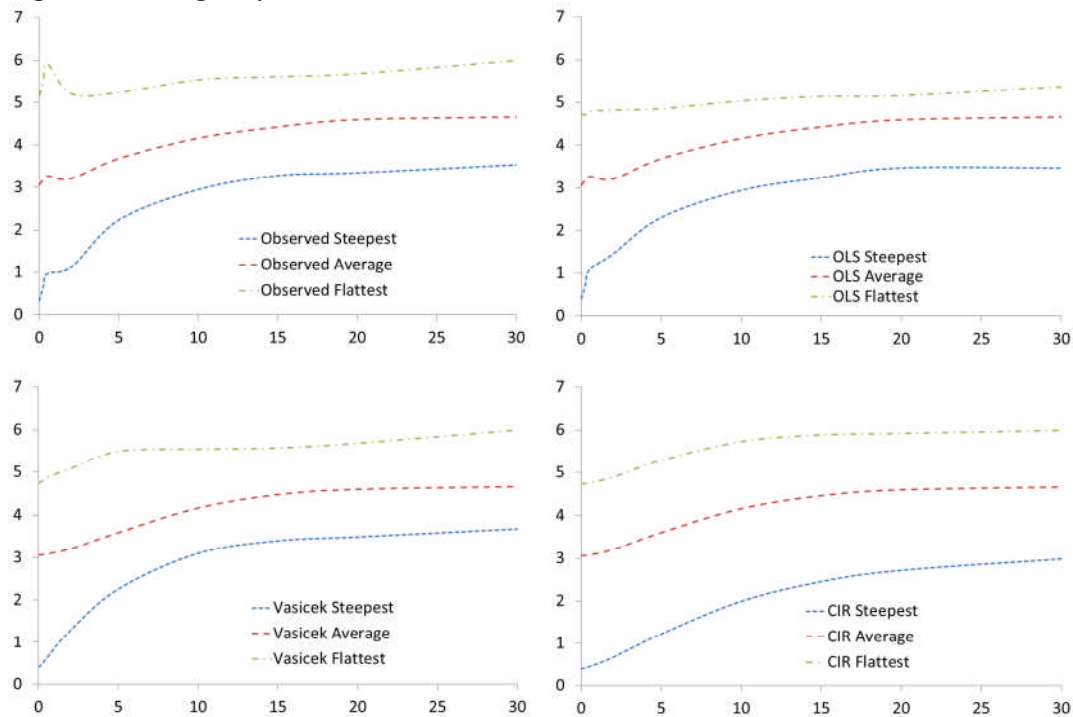 7
6
5
4
3
2
1
0
0 5 10 15 20 25 30
Observed Steepest
Observed Average
Observed Flattest
7
6
5
4
3
2
1
0
0 5 10 15 20 25 30
OLS Steepest
OLS Average
OLS Flattest
7
6
5
4
3
2
1
0
0 5 10 15 20 25 30
Vasicek Steepest
Vasicek Average
Vasicek Flattest
7
6
5
4
3
2
1
0
0 5 10 15 20 25 30
CIR Steepest
CIR Average
CIR Flattest